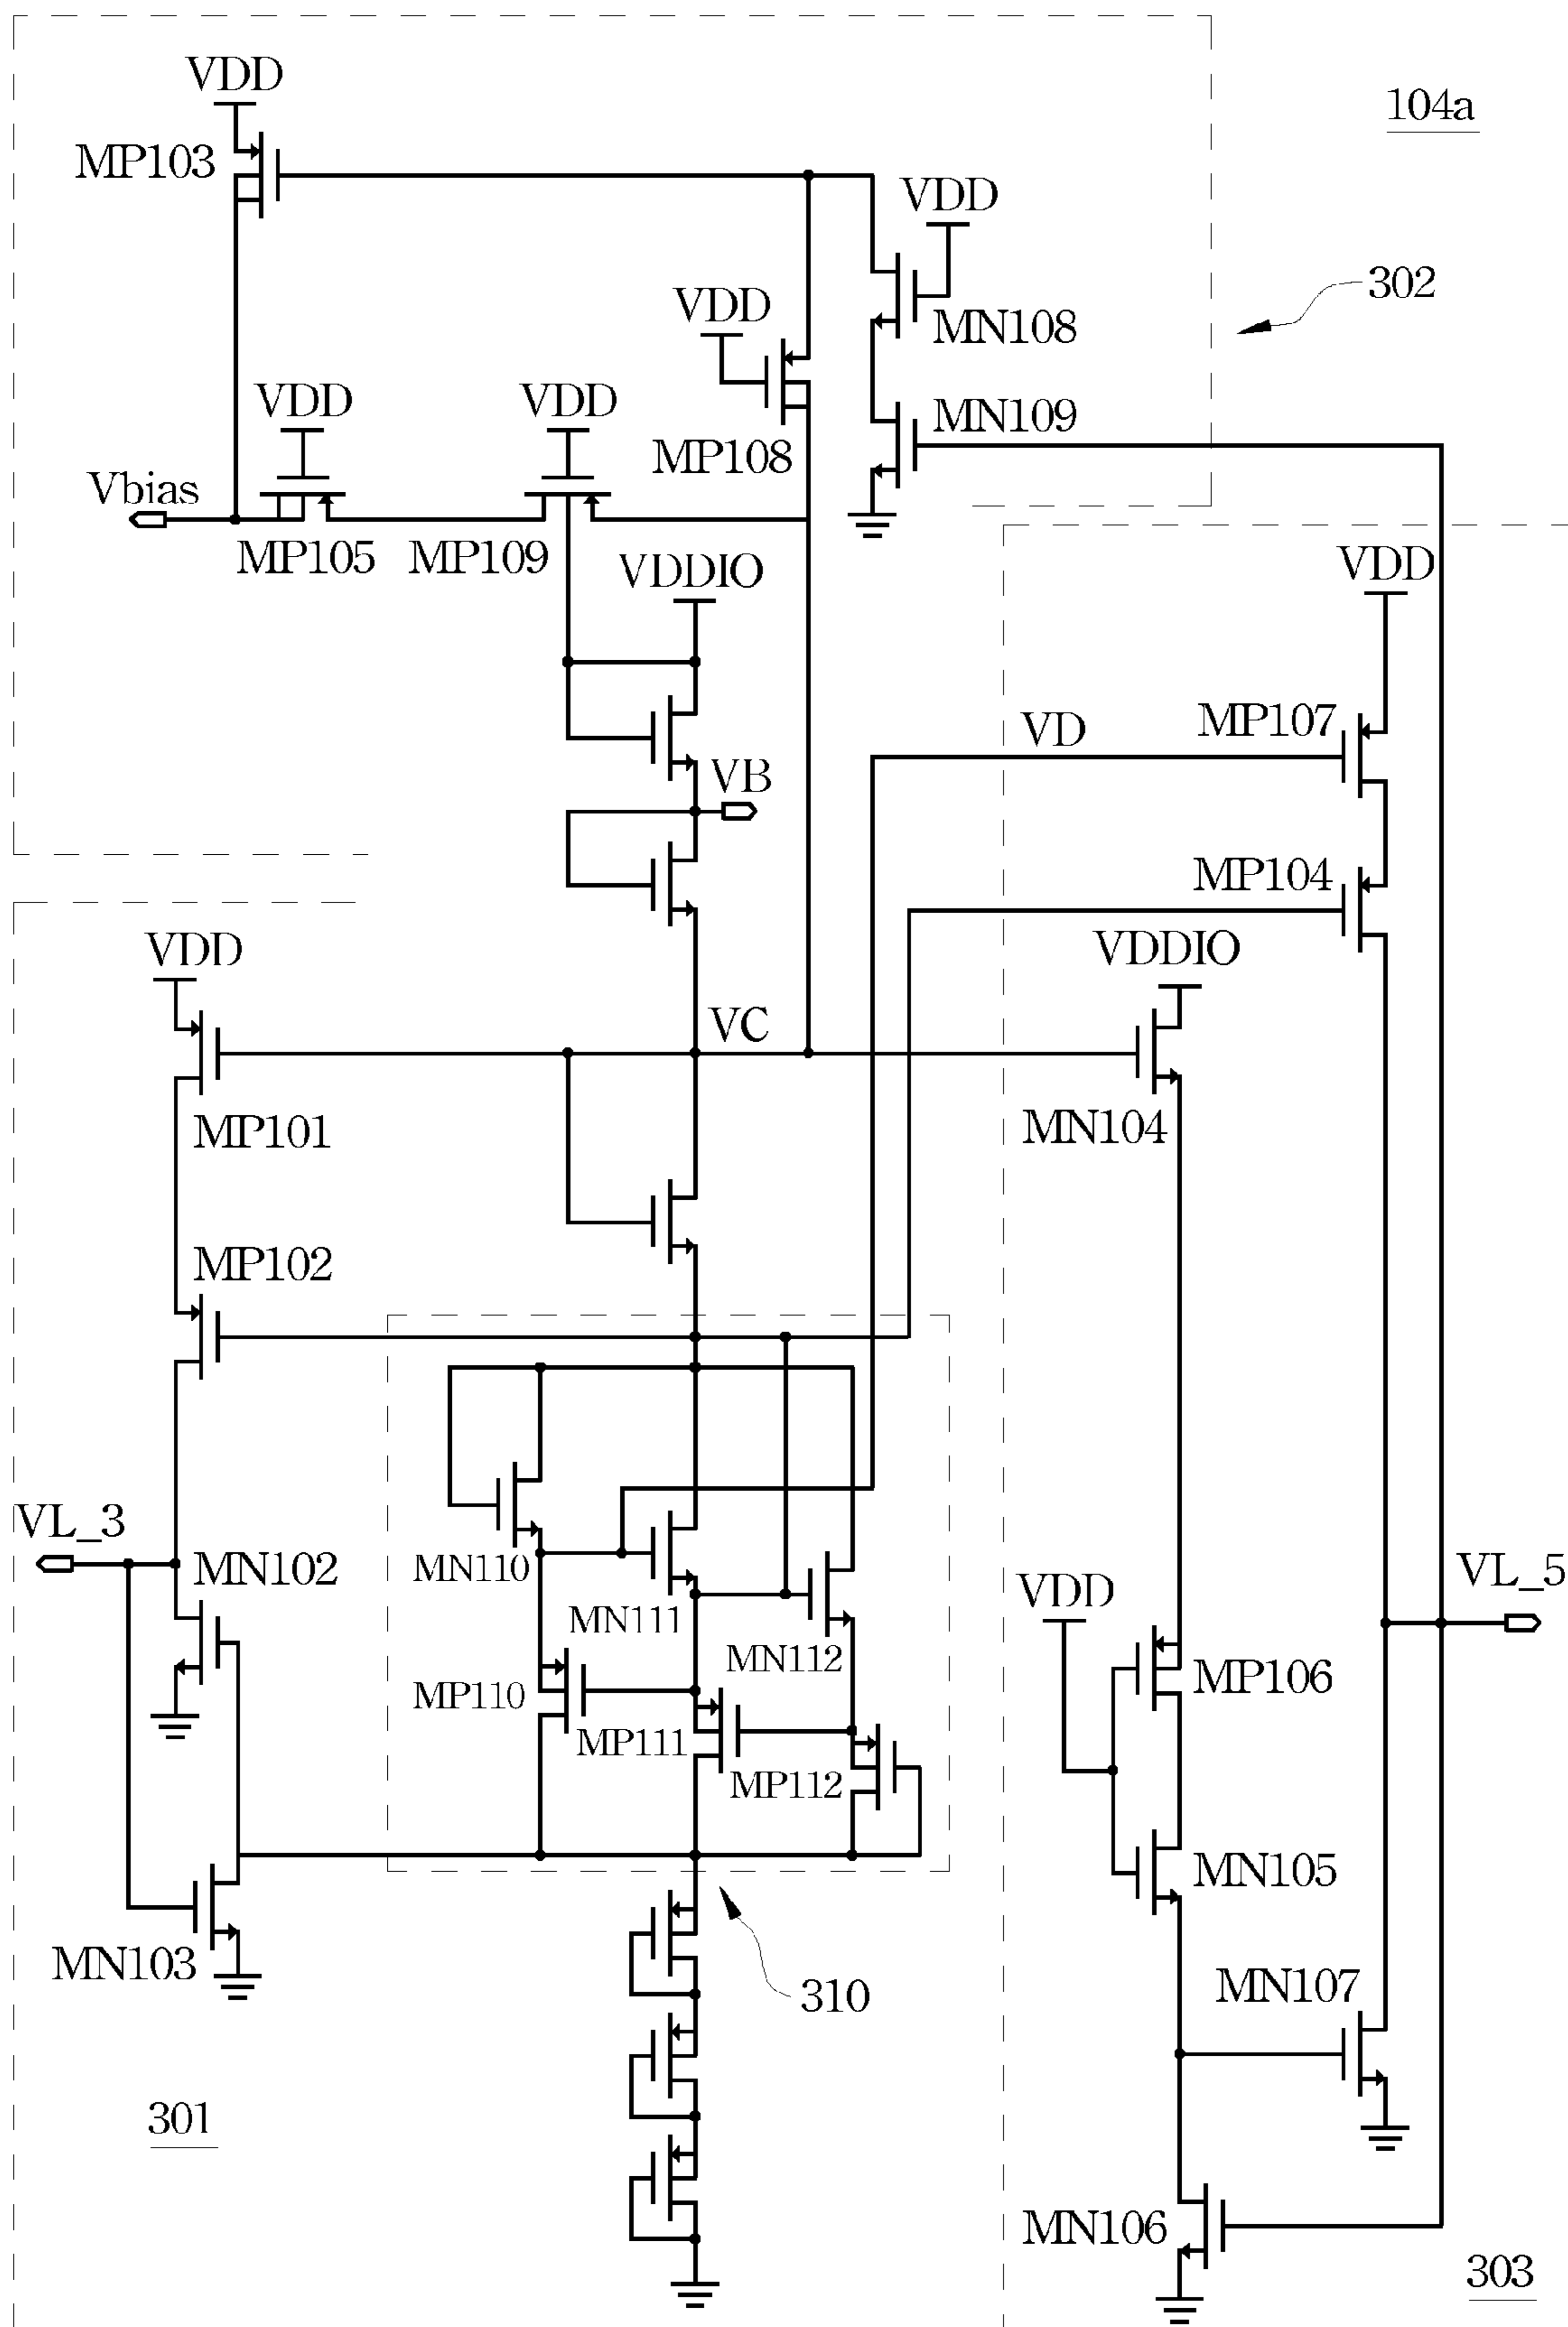 VDD
104a
MP103
VDD
302
VDD
MN108
VDD
VDD
MN109
MP108
Vbias
MP105
MP109
VDDIO
VDD
VD
MP107
VB
MP104
VDD
VDDIO
VC
MP101
MN104
MP102
VL_3
MN102
MN110
VL_5
VDD
MN111
MN112
MP110
MP106
MP111
MP112
MN105
MN103
310
MN107
301
MN106
303